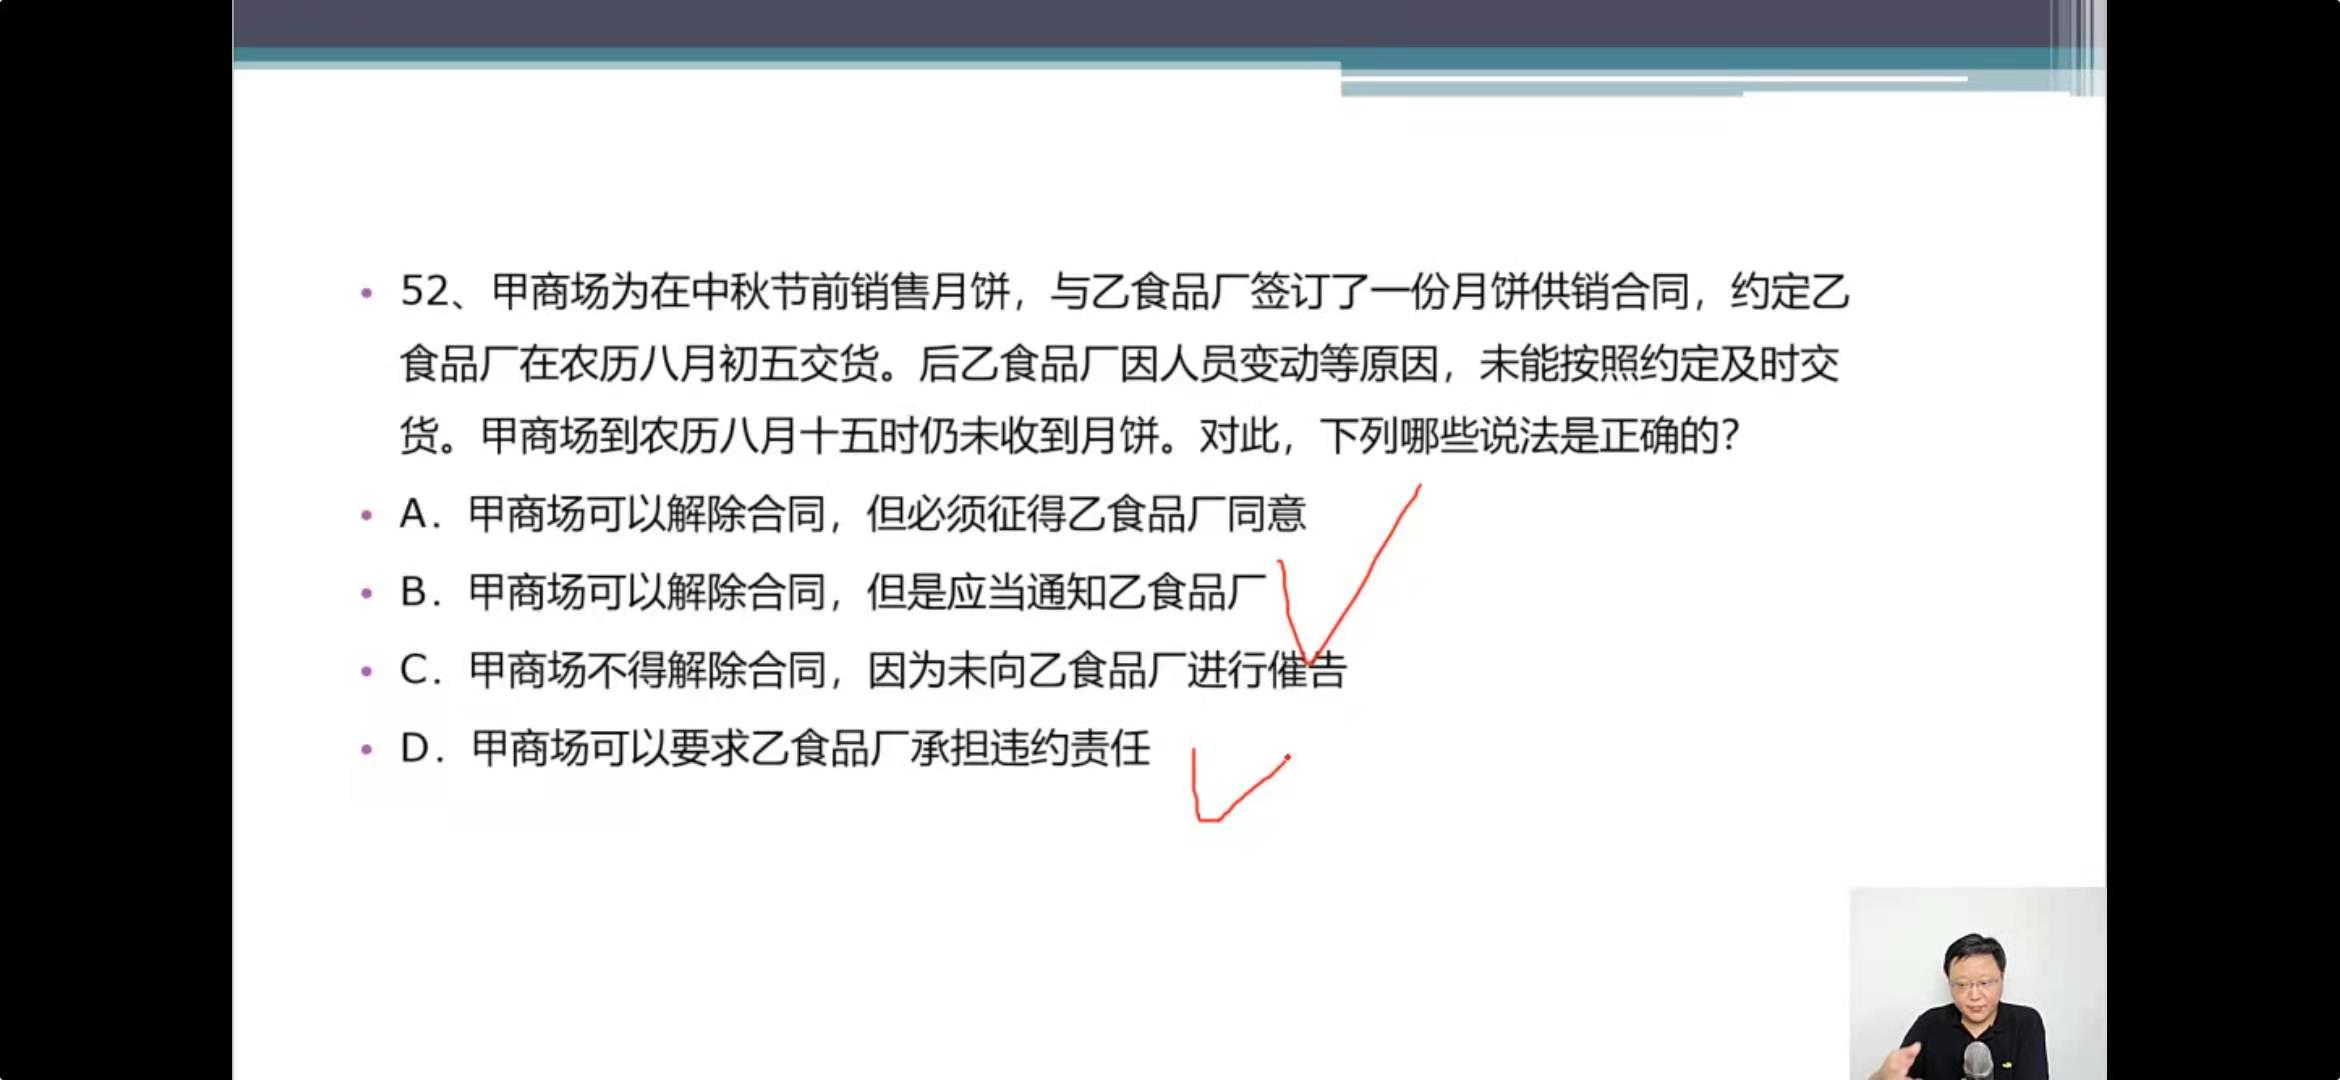 52、甲商场为在中秋节前销售月饼，与乙食品厂签订了一份月饼供销合同，约定乙
食品厂在农历八月初五交货。后乙食品厂因人员变动等原因，未能按照约定及时交
货。甲商场到农历八月十五时仍未收到月饼。对此，下列哪些说法是正确的？
A．甲商场可以解除合同，但必须征得乙食品厂同意
B．甲商场可以解除合同，但是应当通知乙食品厂
C．甲商场不得解除合同，因为未向乙食品厂进行催告
D．甲商场可以要求乙食品厂承担违约责任